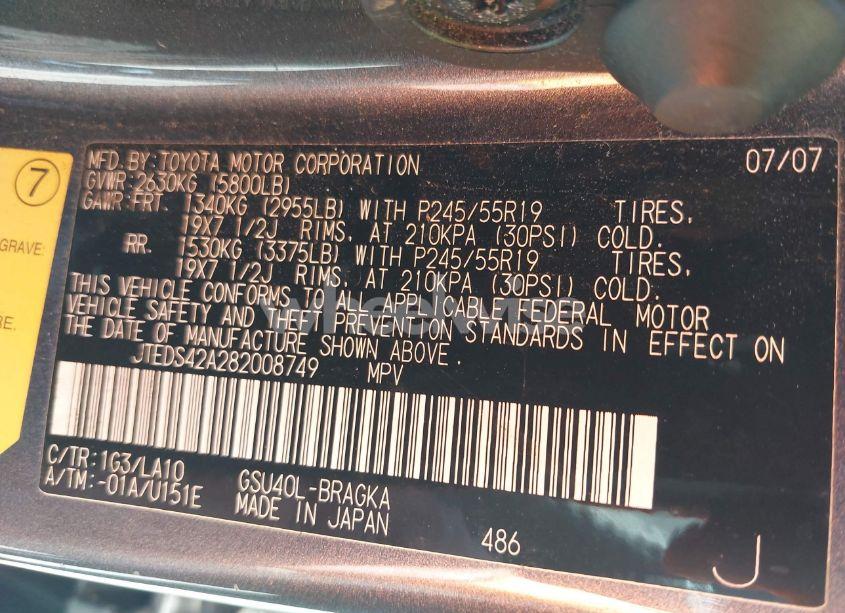 7
GRAVE:
RE.
MFD. BY: TOYOTA MOTOR CORPORATION 07/07
GVWR: 2630KG (5800LB)
GAWR: FRT. 1340KG (2955LB) WITH P245/55R19 TIRES,
19X7 1/2J RIMS, AT 210KPA (30PSI) COLD.
RR. 1530KG (3375LB) WITH P245/55R19 TIRES,
19X7 1/2J RIMS, AT 210KPA (30PSI) COLD.
THIS VEHICLE CONFORMS TO ALL APPLICABLE FEDERAL MOTOR
VEHICLE SAFETY AND THEFT PREVENTION STANDARDS IN EFFECT ON
THE DATE OF MANUFACTURE SHOWN ABOVE.
JTEDS42A282008749 MPV
C/TR: 1G3/LA10 GSU40L-BRAGKA
A/TM: -01A/U151E MADE IN JAPAN
486
J